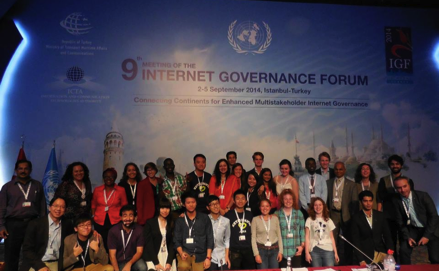 9th MEETING OF THE
INTERNET GOVERNANCE FORUM
2-5 September 2014, Istanbul-Turkey
Connecting Continents for Enhanced Multistakeholder Internet Governance
IGF